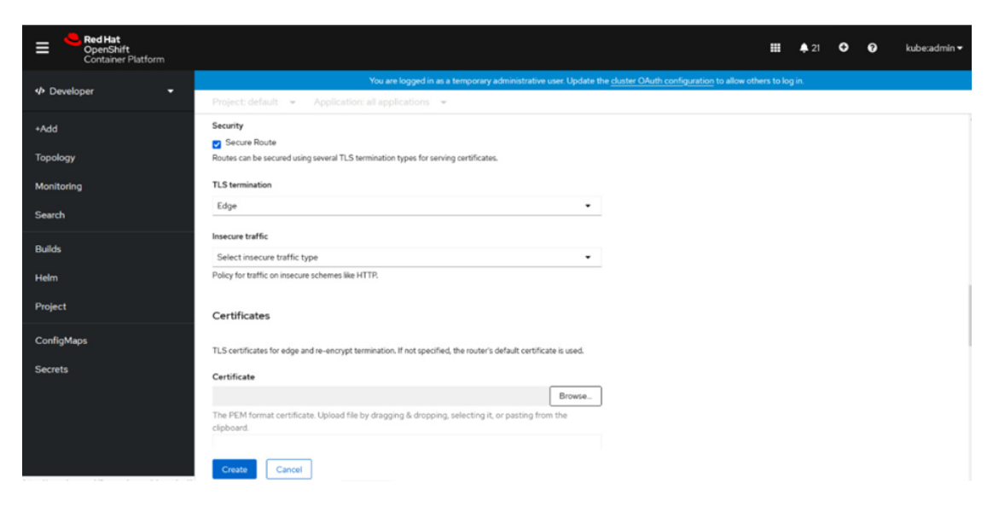 Red Hat
OpenShift
Container Platform
21
kube:admin
You are logged in as a temporary administrative user. Update the cluster OAuth configuration to allow others to log in.
Developer
Project: default
Application: all applications
+Add
Topology
Monitoring
Search
Builds
Helm
Project
ConfigMaps
Secrets
Security
Secure Route
Routes can be secured using several TLS termination types for serving certificates.
TLS termination
Edge
Insecure traffic
Select insecure traffic type
Policy for traffic on insecure schemes like HTTP.
Certificates
TLS certificates for edge and re-encrypt termination. If not specified, the router's default certificate is used.
Certificate
Browse...
The PEM format certificate. Upload file by dragging & dropping, selecting it, or pasting from the
clipboard.
Create
Cancel